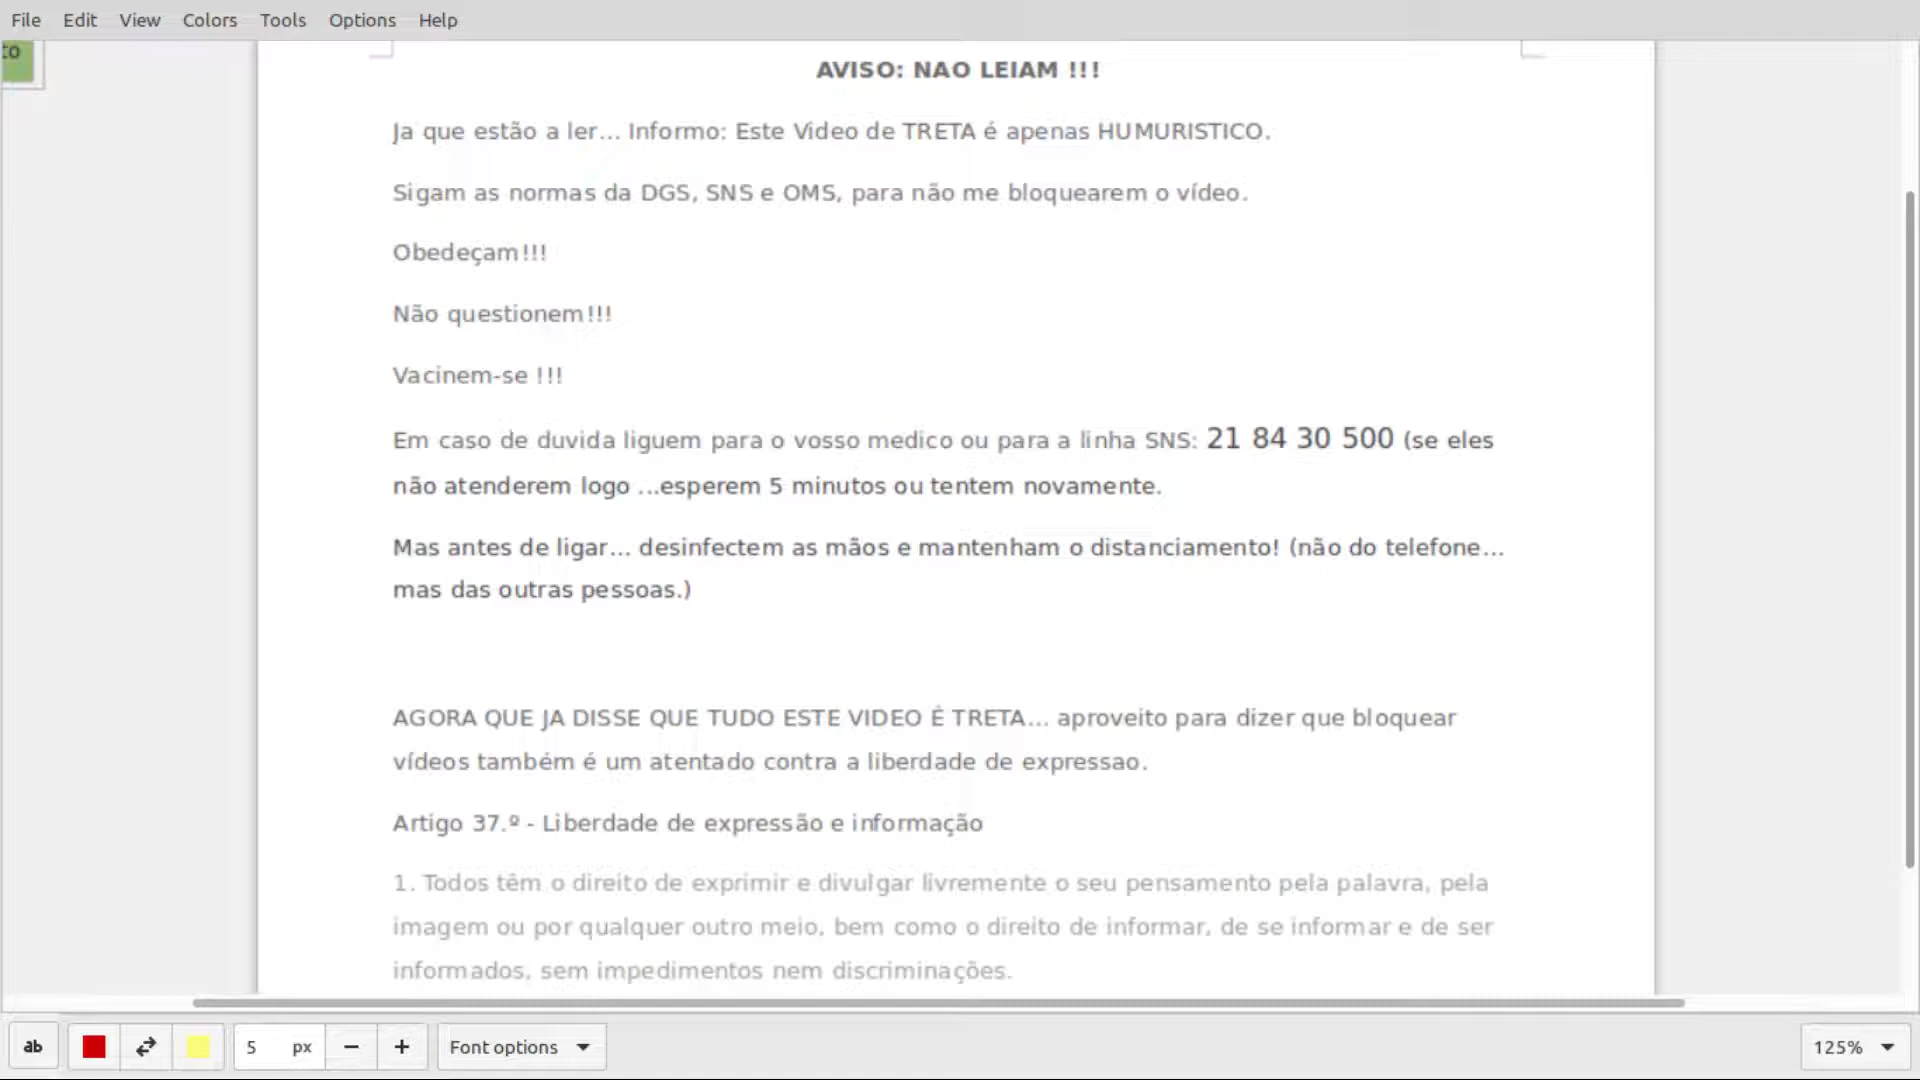 File Edit View Colors Tools Options Help
to
AVISO: NAO LEIAM !!!
Ja que estão a ler... Informo: Este Video de TRETA é apenas HUMURISTICO.
Sigam as normas da DGS, SNS e OMS, para não me bloquearem o vídeo.
Obedeçam!!!
Não questionem!!!
Vacinem-se !!!
Em caso de duvida liguem para o vosso medico ou para a linha SNS: 21 84 30 500 (se eles
não atenderem logo ...esperem 5 minutos ou tentem novamente.
Mas antes de ligar... desinfectem as mãos e mantenham o distanciamento! (não do telefone...
mas das outras pessoas.)
AGORA QUE JA DISSE QUE TUDO ESTE VIDEO É TRETA... aproveito para dizer que bloquear
vídeos também é um atentado contra a liberdade de expressao.
Artigo 37.º - Liberdade de expressão e informação
1. Todos têm o direito de exprimir e divulgar livremente o seu pensamento pela palavra, pela
imagem ou por qualquer outro meio, bem como o direito de informar, de se informar e de ser
informados, sem impedimentos nem discriminações.
ab 5 px − + Font options 125%